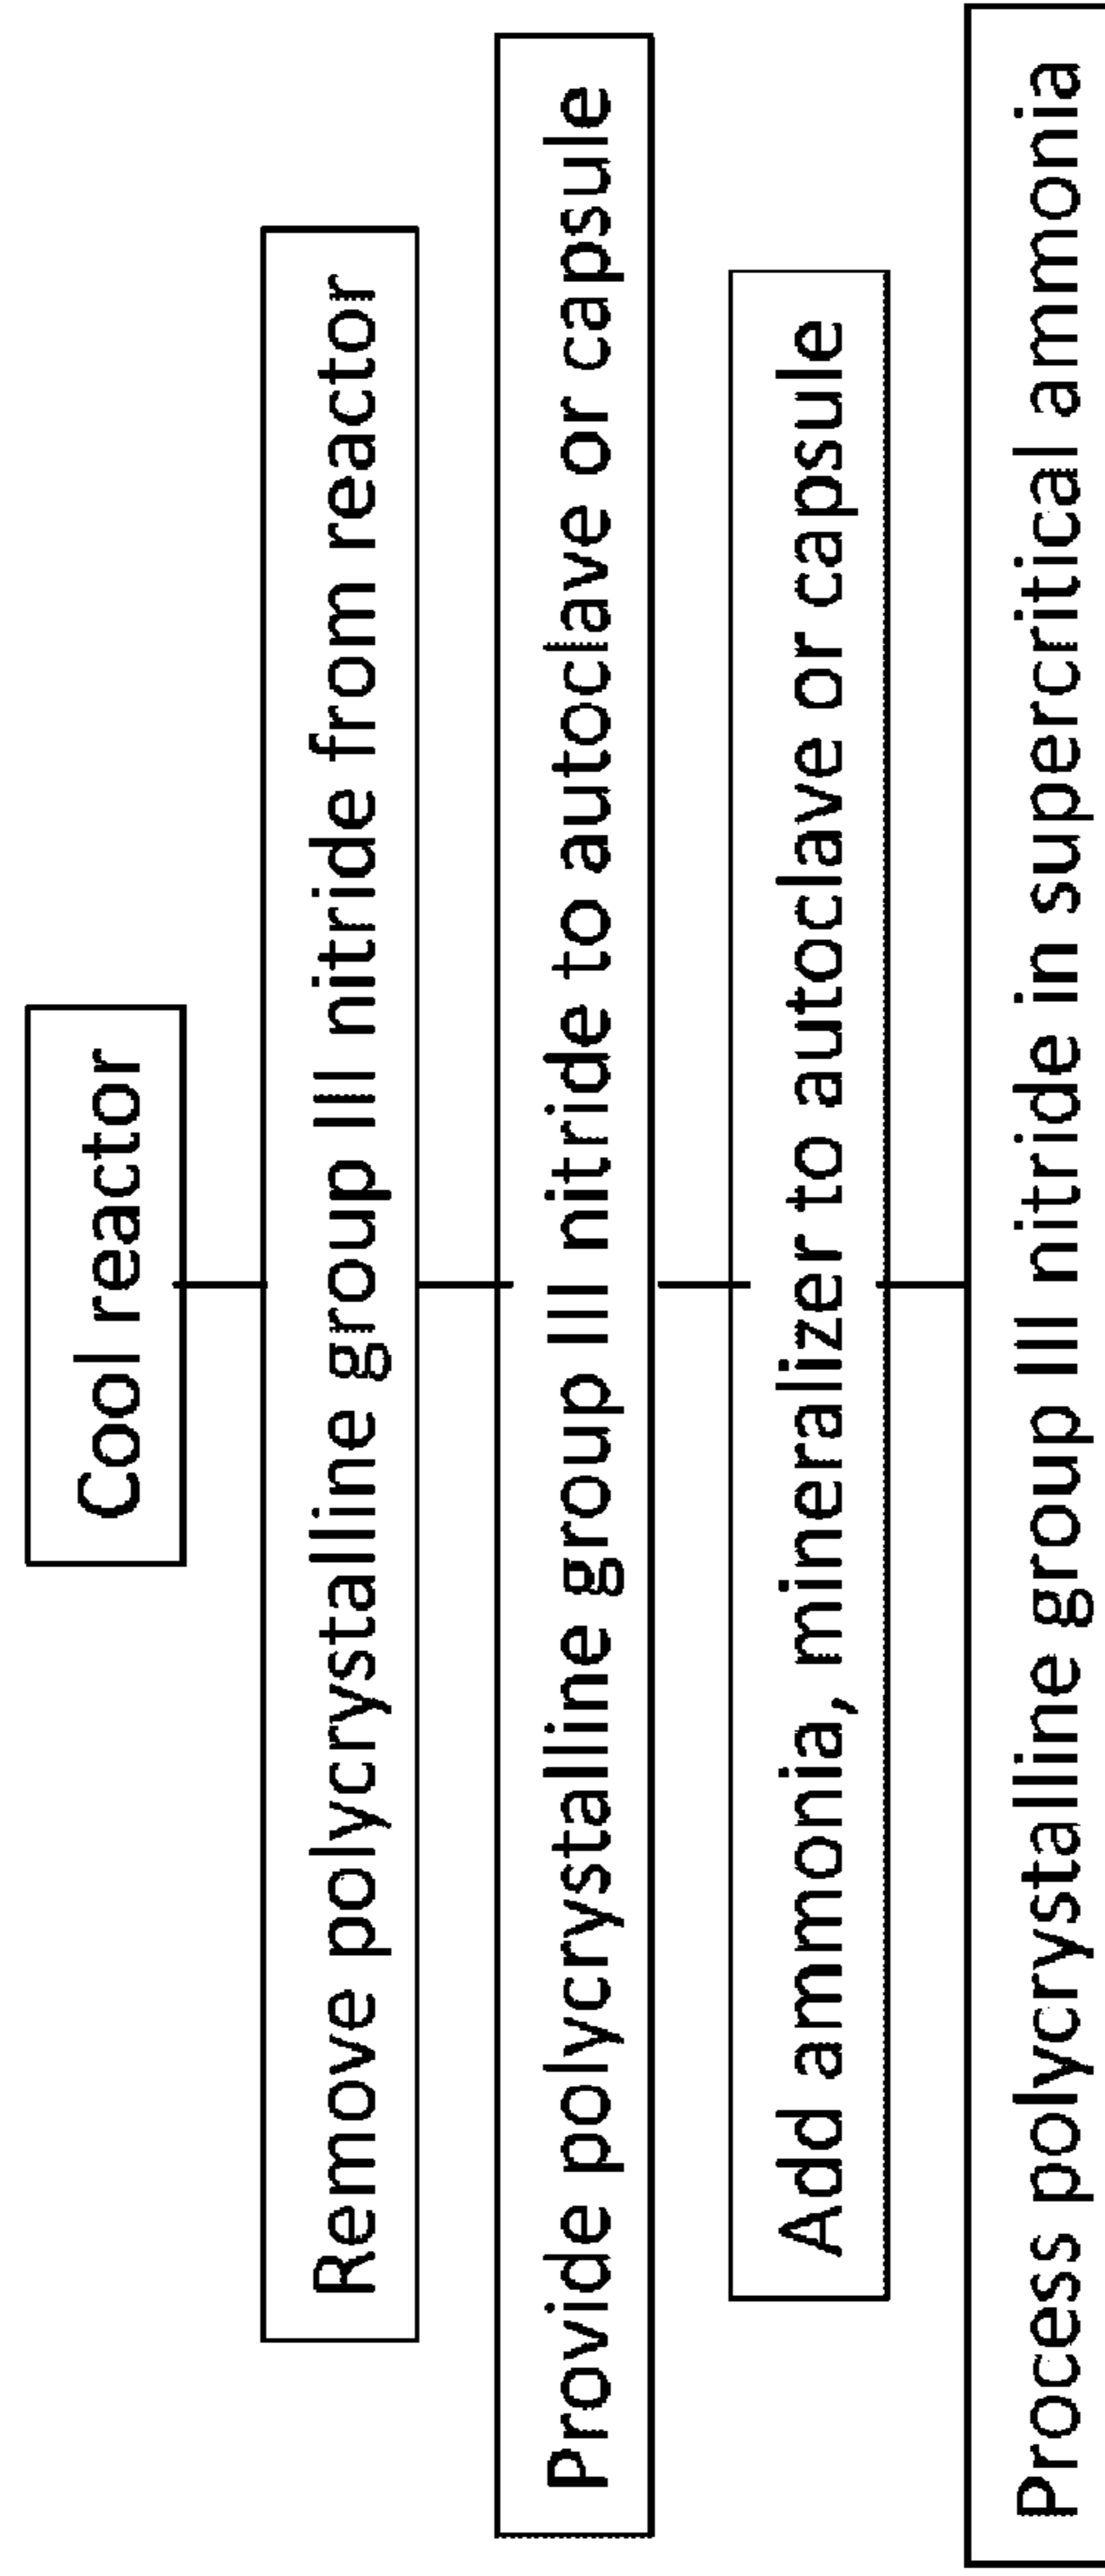 Cool reactor
Remove polycrystalline group III nitride from reactor
Provide polycrystalline group III nitride to autoclave or capsule
Add ammonia, mineralizer to autoclave or capsule
Process polycrystalline group III nitride in supercritical ammonia